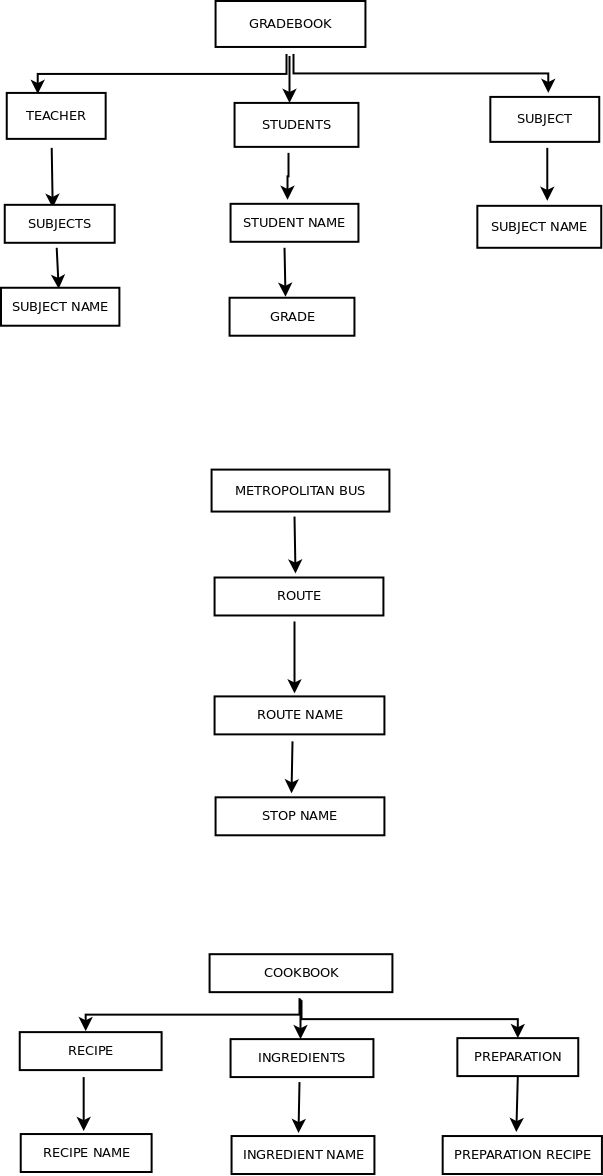 GRADEBOOK
TEACHER
STUDENTS
SUBJECT
SUBJECTS
STUDENT NAME
SUBJECT NAME
SUBJECT NAME
GRADE
METROPOLITAN BUS
ROUTE
ROUTE NAME
STOP NAME
COOKBOOK
RECIPE
INGREDIENTS
PREPARATION
RECIPE NAME
INGREDIENT NAME
PREPARATION RECIPE